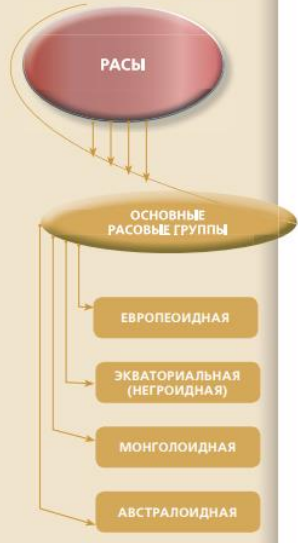 РАСЫ
ОСНОВНЫЕ
РАСОВЫЕ ГРУППЫ
ЕВРОПЕОИДНАЯ
ЭКВАТОРИАЛЬНАЯ
(НЕГРОИДНАЯ)
МОНГОЛОИДНАЯ
АВСТРАЛОИДНАЯ